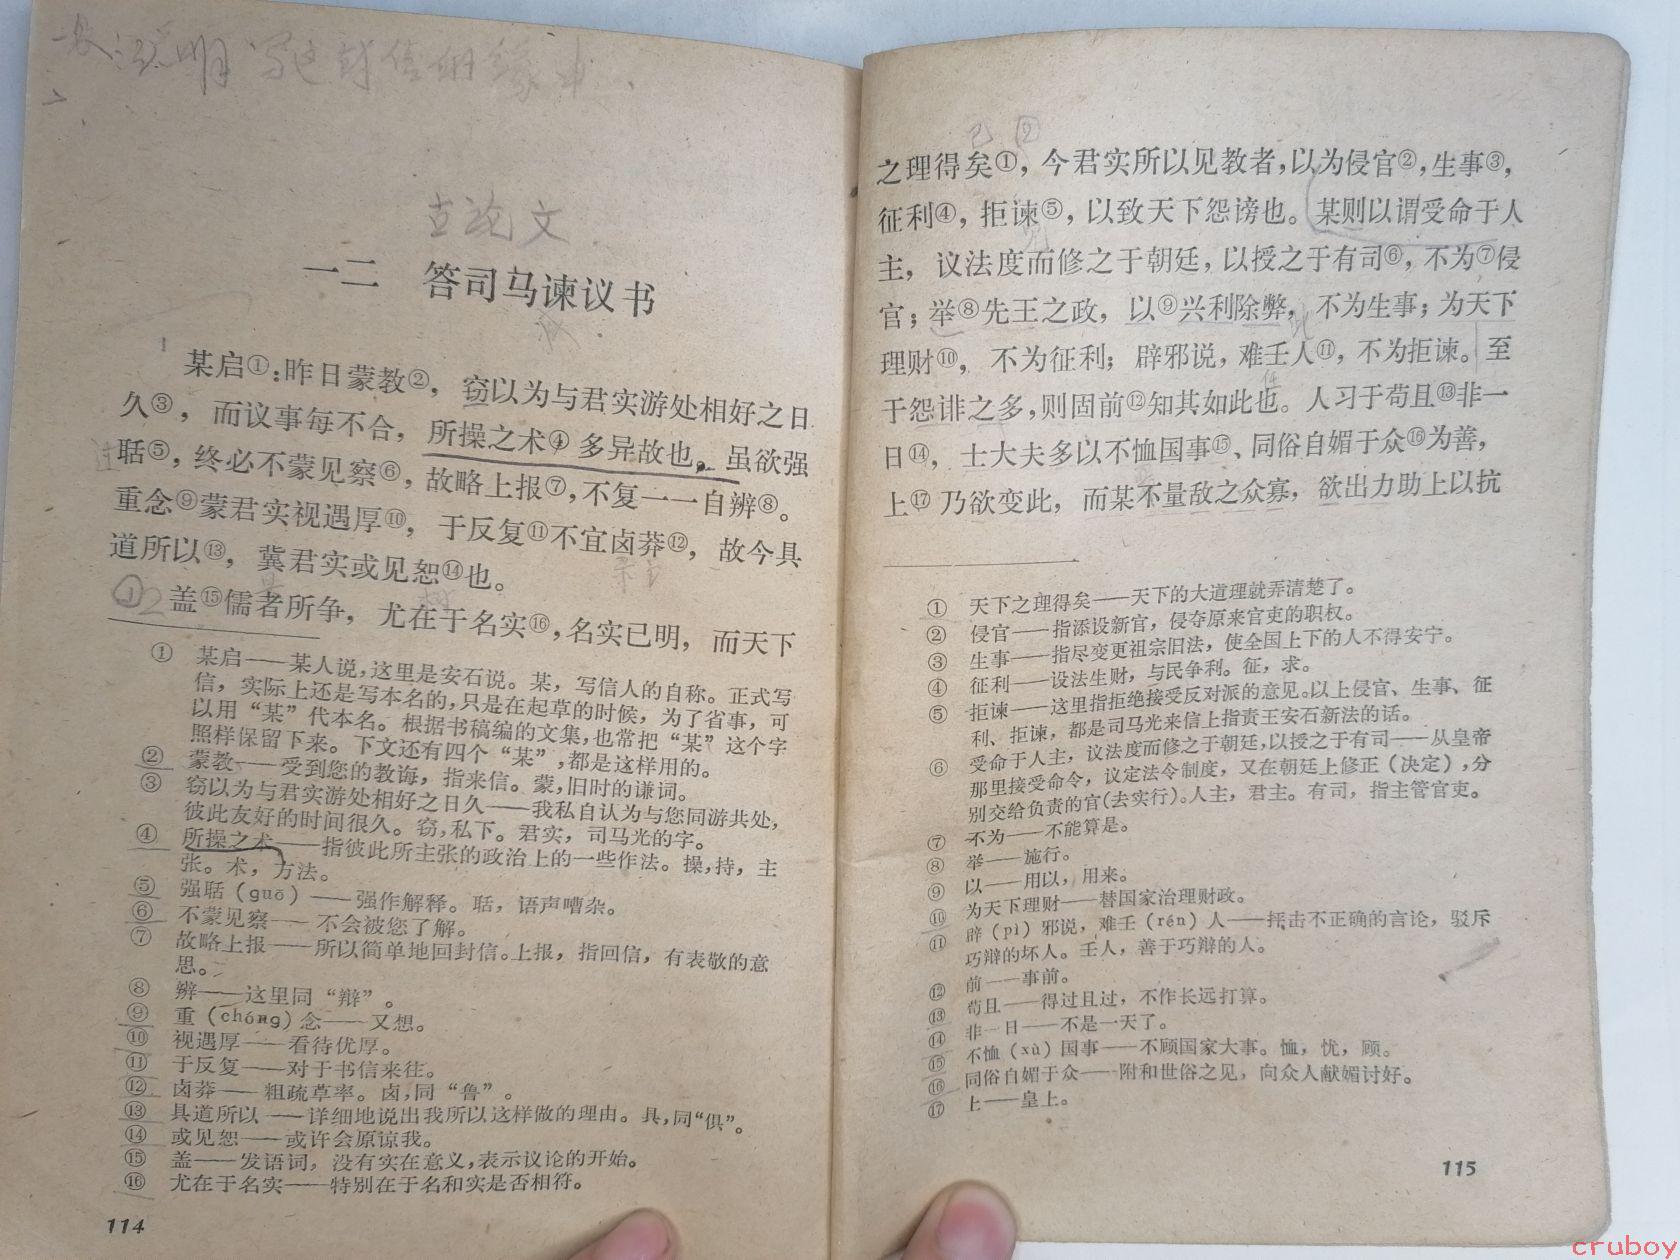 说明写这封信的缘由
立论文
一二　答司马谏议书
某启①：昨日蒙教②，窃以为与君实游处相好之日
久③，而议事每不合，所操之术④多异故也。虽欲强
聒⑤，终必不蒙见察⑥，故略上报⑦，不复一一自辨⑧。
重念⑨蒙君实视遇厚⑩，于反复⑪不宜卤莽⑫，故今具
道所以⑬，冀君实或见恕⑭也。
盖⑮儒者所争，尤在于名实⑯，名实已明，而天下
① 某启——某人说，这里是安石说。某，写信人的自称。正式写
信，实际上还是写本名的，只是在起草的时候，为了省事，可
以用“某”代本名。根据书稿编的文集，也常把“某”这个字
照样保留下来。下文还有四个“某”，都是这样用的。
② 蒙教——受到您的教诲，指来信。蒙，旧时的谦词。
③ 窃以为与君实游处相好之日久——我私自认为与您同游共处，
彼此友好的时间很久。窃，私下。君实，司马光的字。
④ 所操之术——指彼此所主张的政治上的一些作法。操，持，主
张。术，方法。
⑤ 强聒（guō）——强作解释。聒，语声嘈杂。
⑥ 不蒙见察——不会被您了解。
⑦ 故略上报——所以简单地回封信。上报，指回信，有表敬的意
思。
⑧ 辨——这里同“辩”。
⑨ 重（chóng）念——又想。
⑩ 视遇厚——看待优厚。
⑪ 于反复——对于书信来往。
⑫ 卤莽——粗疏草率。卤，同“鲁”。
⑬ 具道所以——详细地说出我所以这样做的理由。具，同“俱”。
⑭ 或见恕——或许会原谅我。
⑮ 盖——发语词，没有实在意义，表示议论的开始。
⑯ 尤在于名实——特别在于名和实是否相符。
114
之理得矣①，今君实所以见教者，以为侵官②，生事③，
征利④，拒谏⑤，以致天下怨谤也。某则以谓受命于人
主，议法度而修之于朝廷，以授之于有司⑥，不为⑦侵
官；举⑧先王之政，以⑨兴利除弊，不为生事；为天下
理财⑩，不为征利；辟邪说，难壬人⑪，不为拒谏。至
于怨诽之多，则固前⑫知其如此也。人习于苟且⑬非一
日⑭，士大夫多以不恤国事⑮、同俗自媚于众⑯为善，
上⑰乃欲变此，而某不量敌之众寡，欲出力助上以抗
① 天下之理得矣——天下的大道理就弄清楚了。
② 侵官——指添设新官，侵夺原来官吏的职权。
③ 生事——指尽变更祖宗旧法，使全国上下的人不得安宁。
④ 征利——设法生财，与民争利。征，求。
⑤ 拒谏——这里指拒绝接受反对派的意见。以上侵官、生事、征
利、拒谏，都是司马光来信上指责王安石新法的话。
⑥ 受命于人主，议法度而修之于朝廷，以授之于有司——从皇帝
那里接受命令，议定法令制度，又在朝廷上修正（决定），分
别交给负责的官（去实行）。人主，君主。有司，指主管官吏。
⑦ 不为——不能算是。
⑧ 举——施行。
⑨ 以——用以，用来。
⑩ 为天下理财——替国家治理财政。
⑪ 辟（pì）邪说，难壬（rén）人——抨击不正确的言论，驳斥
巧辩的坏人。壬人，善于巧辩的人。
⑫ 前——事前。
⑬ 苟且——得过且过，不作长远打算。
⑭ 非一日——不是一天了。
⑮ 不恤（xù）国事——不顾国家大事。恤，忧，顾。
⑯ 同俗自媚于众——附和世俗之见，向众人献媚讨好。
⑰ 上——皇上。
115
cruboy